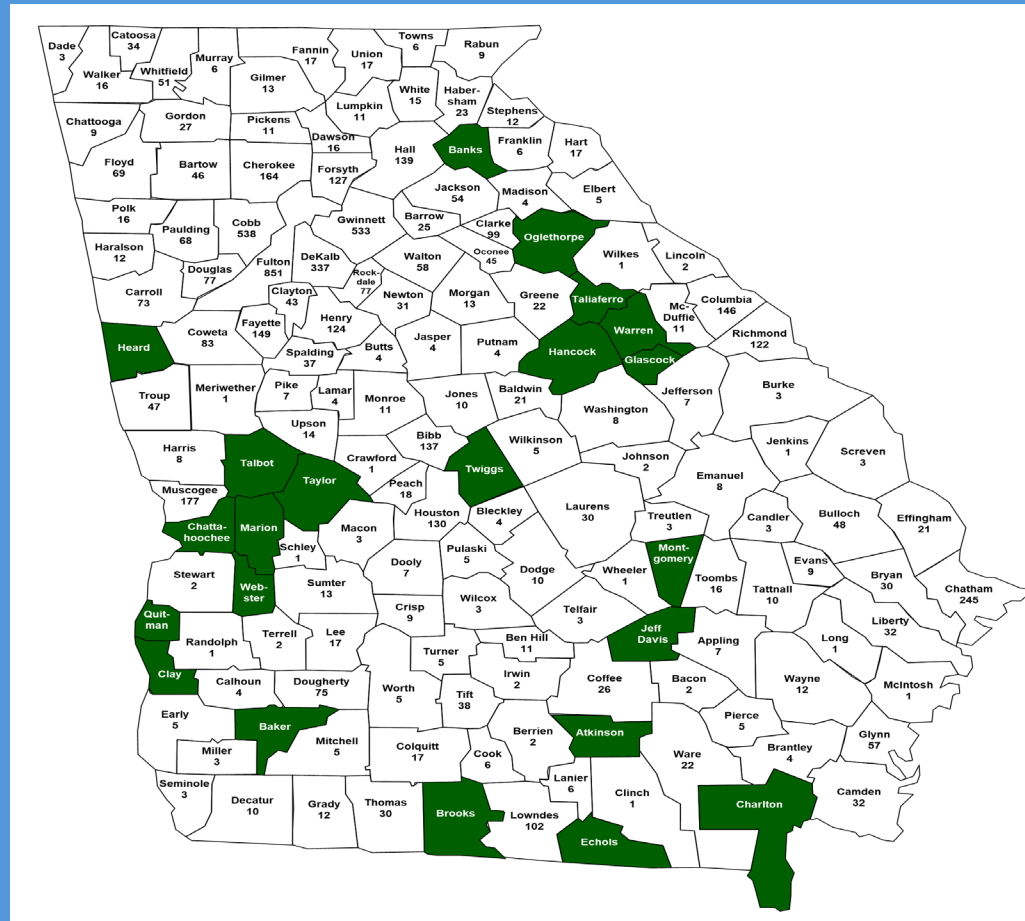 Dade
3
Catoosa
34
Walker
16
Whitfield
51
Murray
6
Fannin
17
Gilmer
13
Union
17
Towns
6
Rabun
9
White
15
Haber-
sham
23
Stephens
12
Lumpkin
11
Chattooga
9
Gordon
27
Pickens
11
Dawson
16
Hall
139
Banks
Franklin
6
Hart
17
Floyd
69
Bartow
46
Cherokee
164
Forsyth
127
Jackson
54
Madison
4
Elbert
5
Polk
16
Paulding
68
Cobb
538
Gwinnett
533
Barrow
25
Clarke
99
Oconee
45
Oglethorpe
Wilkes
1
Lincoln
2
Haralson
12
Douglas
77
Fulton
851
DeKalb
337
Rock-
dale
77
Walton
58
Carroll
73
Clayton
43
Newton
31
Morgan
13
Greene
22
Taliaferro
Mc-
Duffie
11
Columbia
146
Fayette
149
Henry
124
Warren
Richmond
122
Heard
Coweta
83
Spalding
37
Butts
4
Jasper
4
Putnam
4
Hancock
Glascock
Troup
47
Meriwether
1
Pike
7
Lamar
4
Monroe
11
Jones
10
Baldwin
21
Washington
8
Jefferson
7
Burke
3
Upson
14
Bibb
137
Wilkinson
5
Johnson
2
Jenkins
1
Screven
3
Harris
8
Talbot
Taylor
Crawford
1
Peach
18
Twiggs
Emanuel
8
Muscogee
177
Houston
130
Bleckley
4
Laurens
30
Treutlen
3
Candler
3
Bulloch
48
Effingham
21
Chatta-
hoochee
Marion
Schley
1
Macon
3
Pulaski
5
Dodge
10
Wheeler
1
Mont-
gomery
Toombs
16
Evans
9
Tattnall
10
Bryan
30
Chatham
245
Stewart
2
Web-
ster
Sumter
13
Dooly
7
Wilcox
3
Telfair
3
Quit-
man
Crisp
9
Jeff
Davis
Appling
7
Long
1
Liberty
32
Randolph
1
Terrell
2
Lee
17
Turner
5
Ben Hill
11
Clay
Calhoun
4
Dougherty
75
Worth
5
Tift
38
Irwin
2
Coffee
26
Bacon
2
Wayne
12
McIntosh
1
Early
5
Baker
Mitchell
5
Berrien
2
Atkinson
Pierce
5
Miller
3
Colquitt
17
Cook
6
Ware
22
Brantley
4
Glynn
57
Seminole
3
Decatur
10
Grady
12
Thomas
30
Brooks
Lowndes
102
Lanier
6
Clinch
1
Echols
Charlton
Camden
32